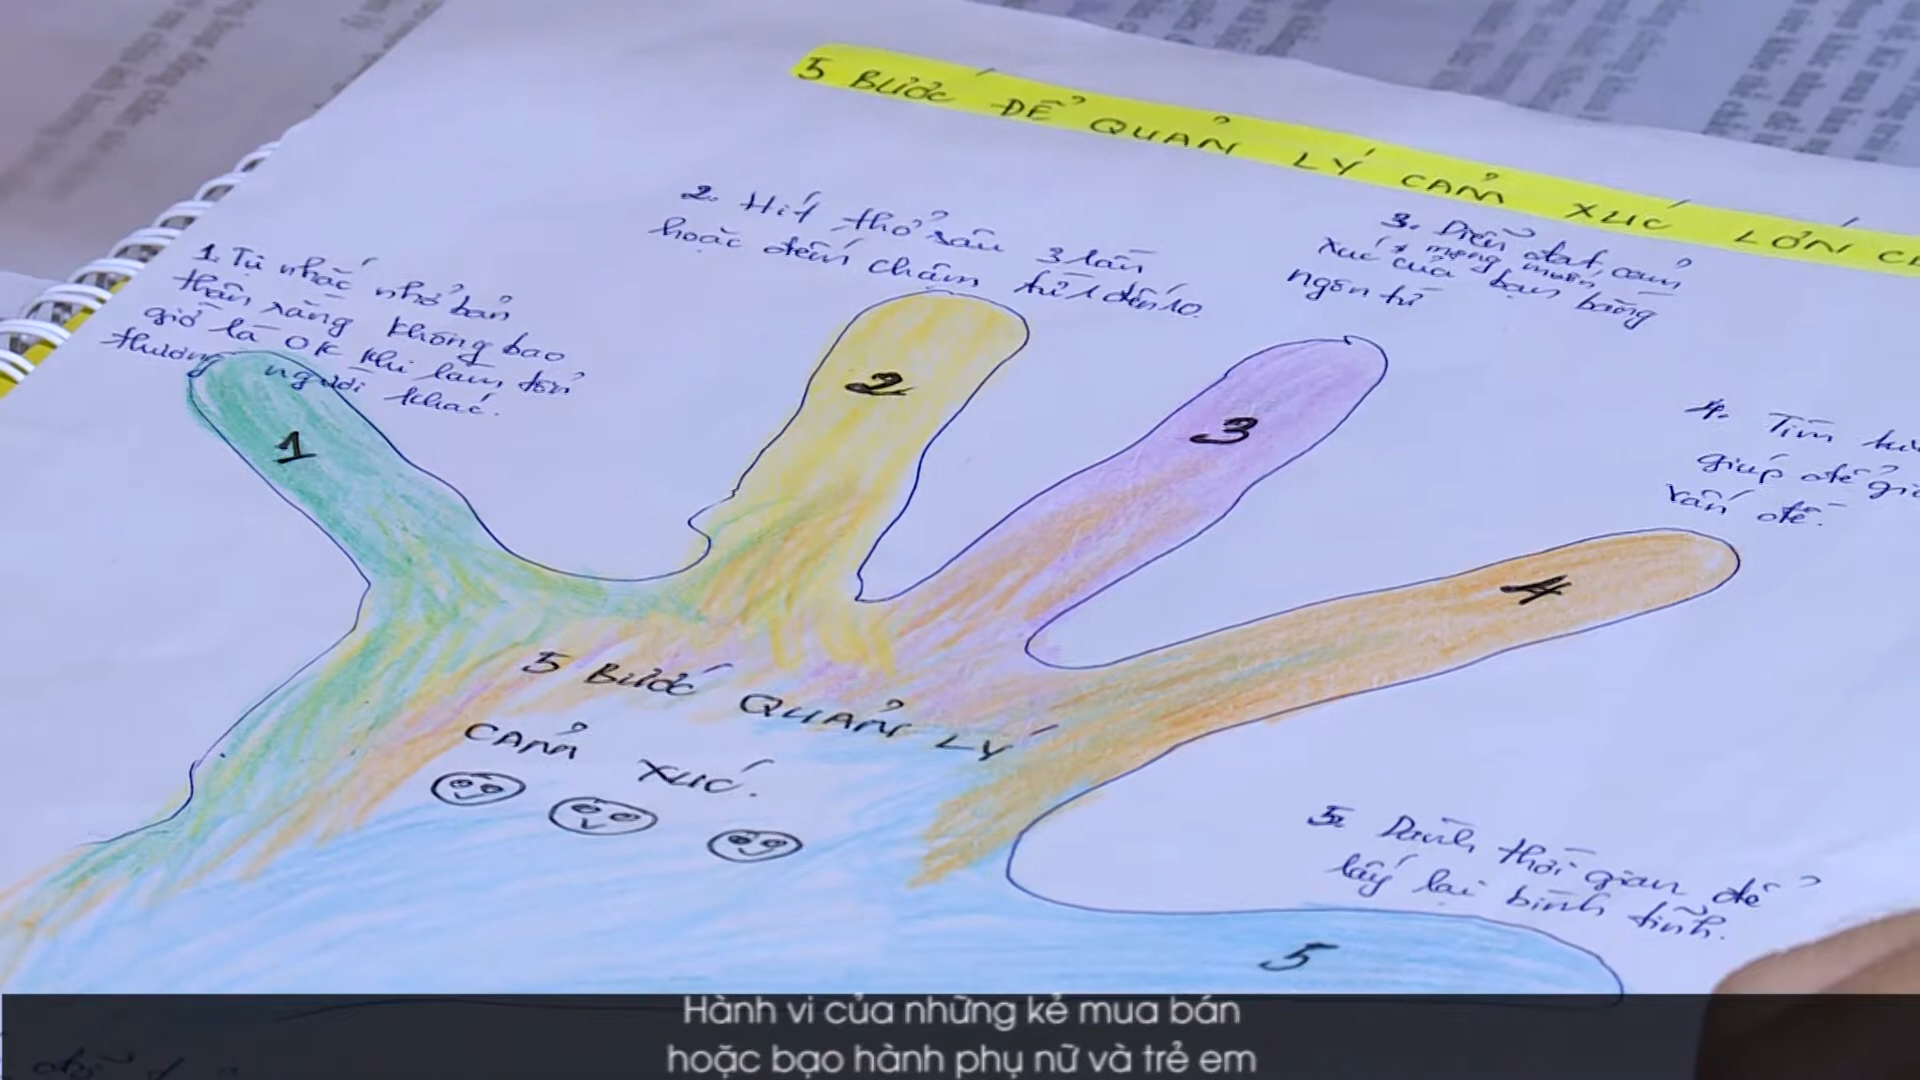 5 BƯỚC ĐỂ QUẢN LÝ CẢM XÚC LỚN
1. Tự nhắc nhở bản
thân rằng không bao
giờ là OK khi làm tổn
thương người khác.
2. Hít thở sâu 3 lần
hoặc đếm chậm từ 1 đến 10.
3. Diễn đạt cảm
xúc & mong muốn của bạn bằng
ngôn từ
4. Tìm
giúp để
vấn đề.
5. Dành thời gian để
lấy lại bình tĩnh.
1
2
3
4
5
5 BƯỚC QUẢN LÝ
CẢM XÚC.
Hành vi của những kẻ mua bán
hoặc bạo hành phụ nữ và trẻ em